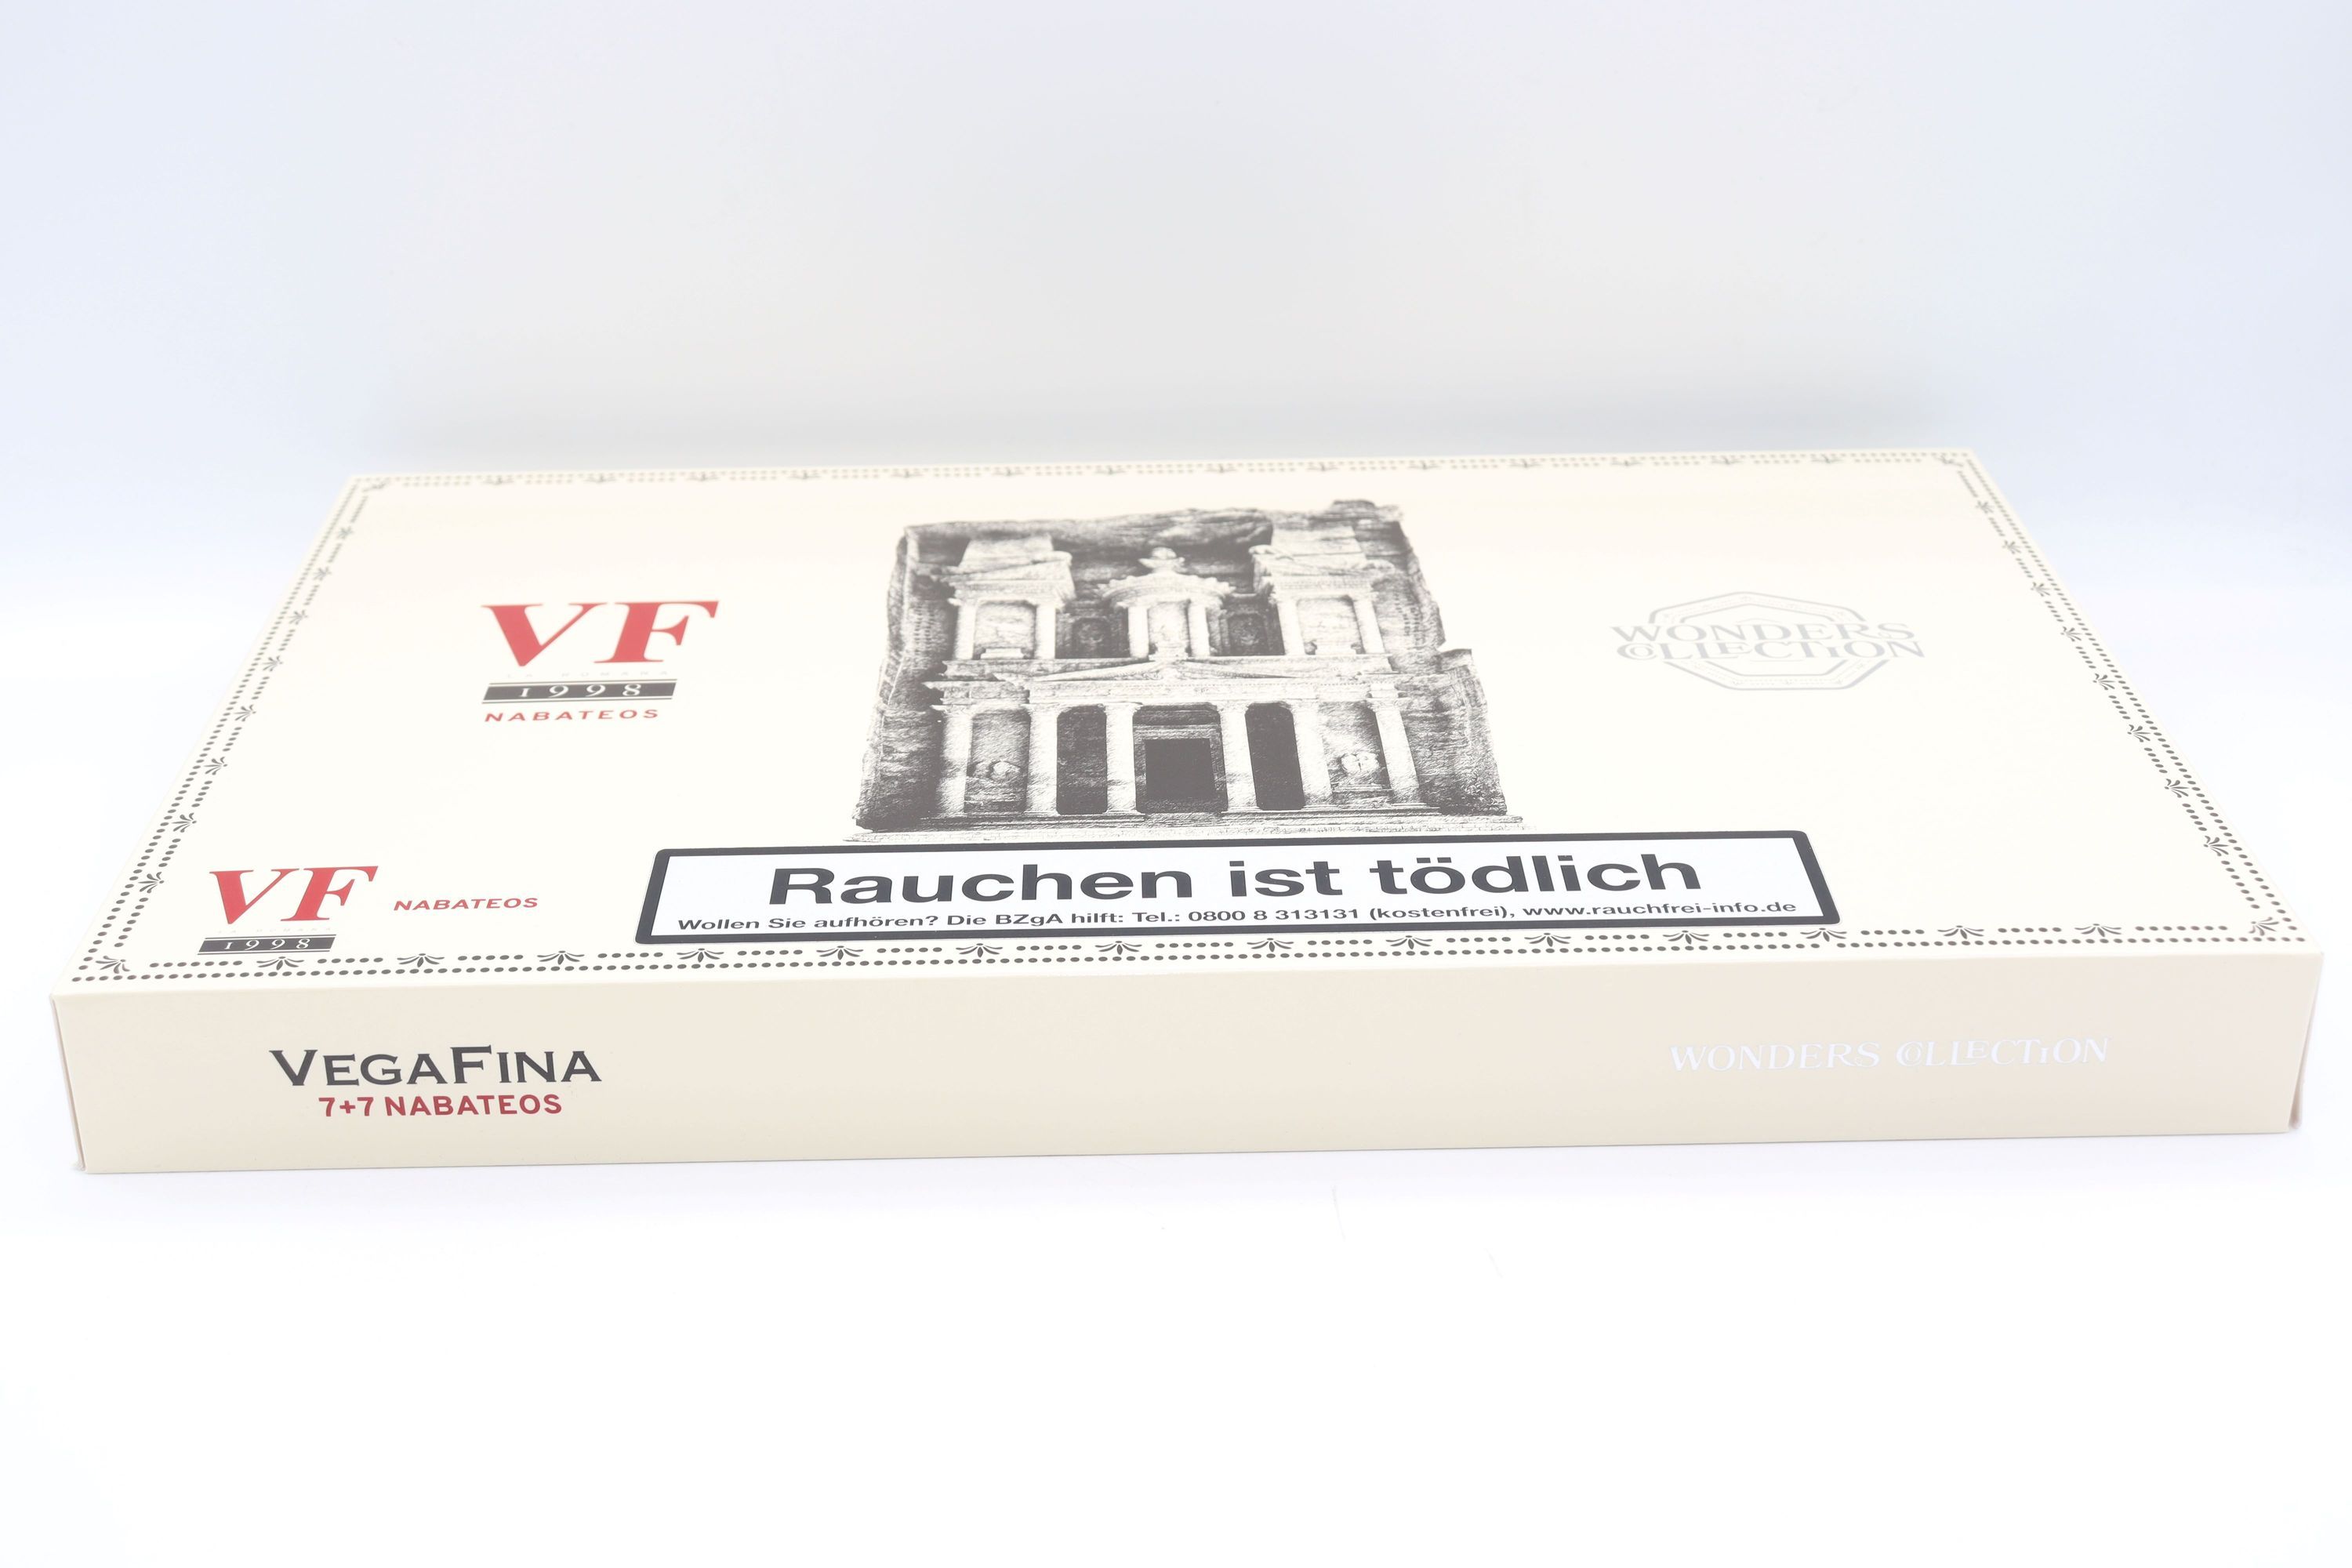 VF
1998
NABATEOS
WONDERS
COLLECTION
VF
1998
NABATEOS
Rauchen ist tödlich
Wollen Sie aufhören? Die BZgA hilft: Tel.: 0800 8 313131 (kostenfrei), www.rauchfrei-info.de
VEGAFINA
7+7 NABATEOS
WONDERS COLLECTION